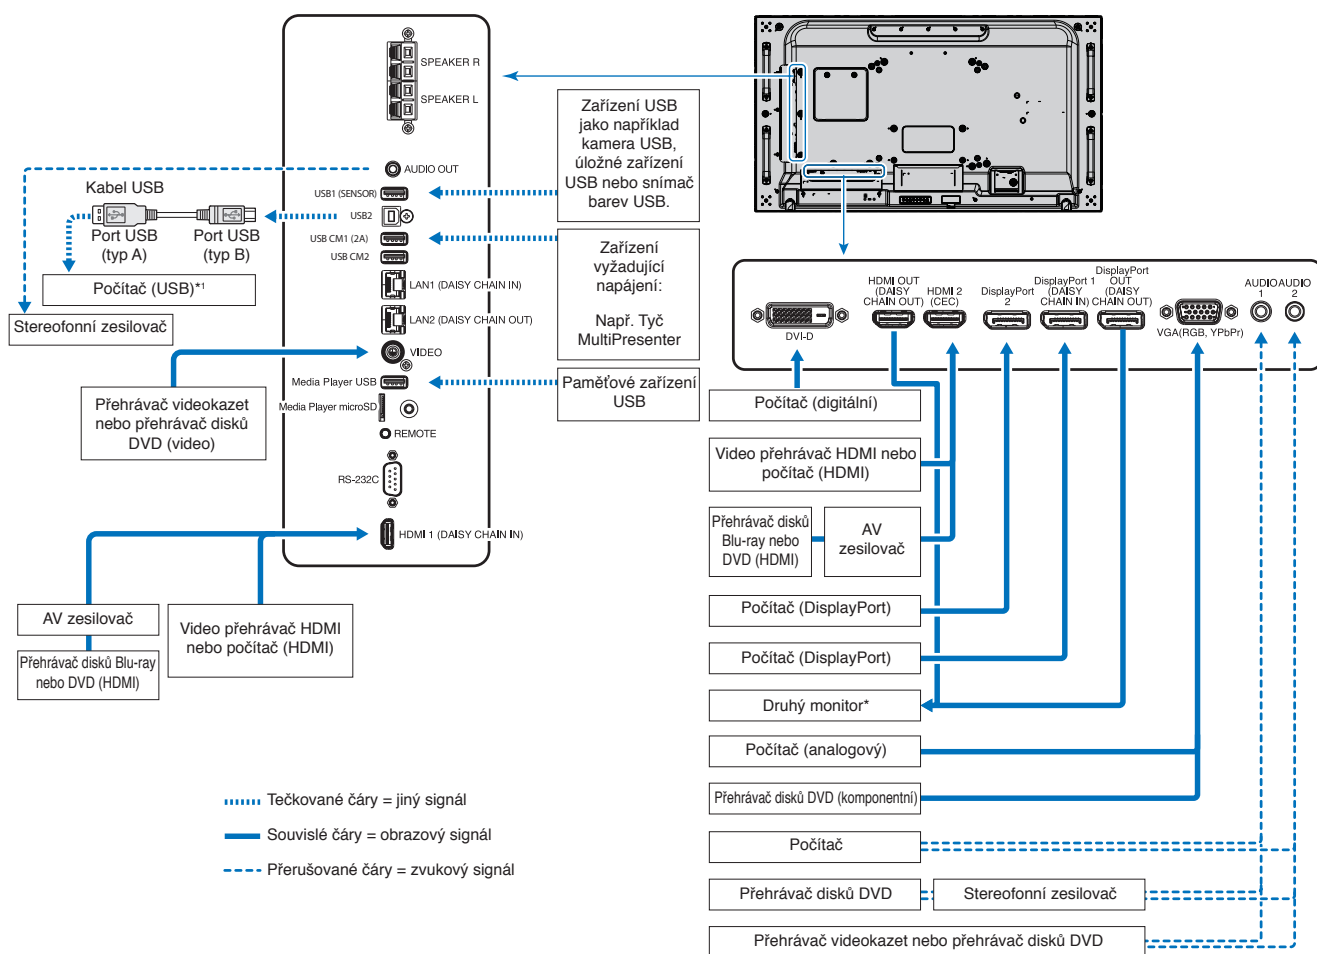 SPEAKER R
SPEAKER L
AUDIO OUT
USB1 (SENSOR)
USB2
USB CM1 (2A)
USB CM2
LAN1 (DAISY CHAIN IN)
LAN2 (DAISY CHAIN OUT)
VIDEO
Media Player USB
Media Player microSD
REMOTE
RS-232C
HDMI 1 (DAISY CHAIN IN)
Kabel USB
Port USB
(typ A)
Port USB
(typ B)
Počítač (USB)*1
Stereofonní zesilovač
Přehrávač videokazet
nebo přehrávač disků
DVD (video)
AV zesilovač
Přehrávač disků Blu-ray
nebo DVD (HDMI)
Video přehrávač HDMI
nebo počítač (HDMI)
Zařízení USB
jako například
kamera USB,
úložné zařízení
USB nebo snímač
barev USB.
Zařízení
vyžadující
napájení:
Např. Tyč
MultiPresenter
Paměťové zařízení
USB
DVI-D
HDMI OUT
(DAISY
CHAIN OUT)
HDMI 2
(CEC)
DisplayPort
2
DisplayPort 1
(DAISY
CHAIN IN)
DisplayPort
OUT
(DAISY
CHAIN OUT)
VGA(RGB, YPbPr)
AUDIO
1
AUDIO
2
Počítač (digitální)
Video přehrávač HDMI nebo
počítač (HDMI)
Přehrávač disků
Blu-ray nebo
DVD (HDMI)
AV
zesilovač
Počítač (DisplayPort)
Počítač (DisplayPort)
Druhý monitor*
Počítač (analogový)
Přehrávač disků DVD (komponentní)
Počítač
Přehrávač disků DVD
Stereofonní zesilovač
Přehrávač videokazet nebo přehrávač disků DVD
Tečkované čáry = jiný signál
Souvislé čáry = obrazový signál
Přerušované čáry = zvukový signál